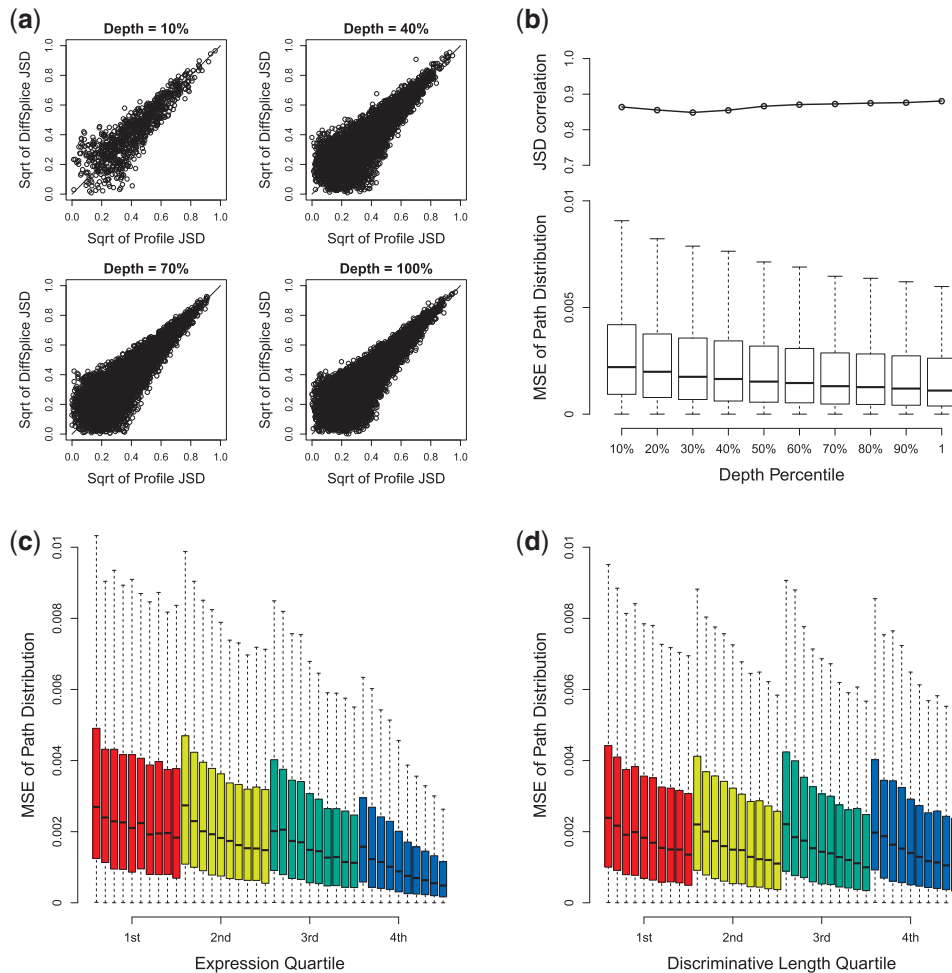 (a)
Depth = 10%
Sqrt of DiffSplice JSD
0.0 0.2 0.4 0.6 0.8 1.0
0.0 0.2 0.4 0.6 0.8 1.0
Sqrt of Profile JSD
Depth = 40%
Sqrt of DiffSplice JSD
0.0 0.2 0.4 0.6 0.8 1.0
0.0 0.2 0.4 0.6 0.8 1.0
Sqrt of Profile JSD
Depth = 70%
Sqrt of DiffSplice JSD
0.0 0.2 0.4 0.6 0.8 1.0
0.0 0.2 0.4 0.6 0.8 1.0
Sqrt of Profile JSD
Depth = 100%
Sqrt of DiffSplice JSD
0.0 0.2 0.4 0.6 0.8 1.0
0.0 0.2 0.4 0.6 0.8 1.0
Sqrt of Profile JSD
(b)
JSD correlation
0.7 0.8 0.9 1.0
MSE of Path Distribution
0 0.005 0.01
10% 20% 30% 40% 50% 60% 70% 80% 90% 1
Depth Percentile
(c)
MSE of Path Distribution
0 0.002 0.004 0.006 0.008 0.01
1st 2nd 3rd 4th
Expression Quartile
(d)
MSE of Path Distribution
0 0.002 0.004 0.006 0.008 0.01
1st 2nd 3rd 4th
Discriminative Length Quartile